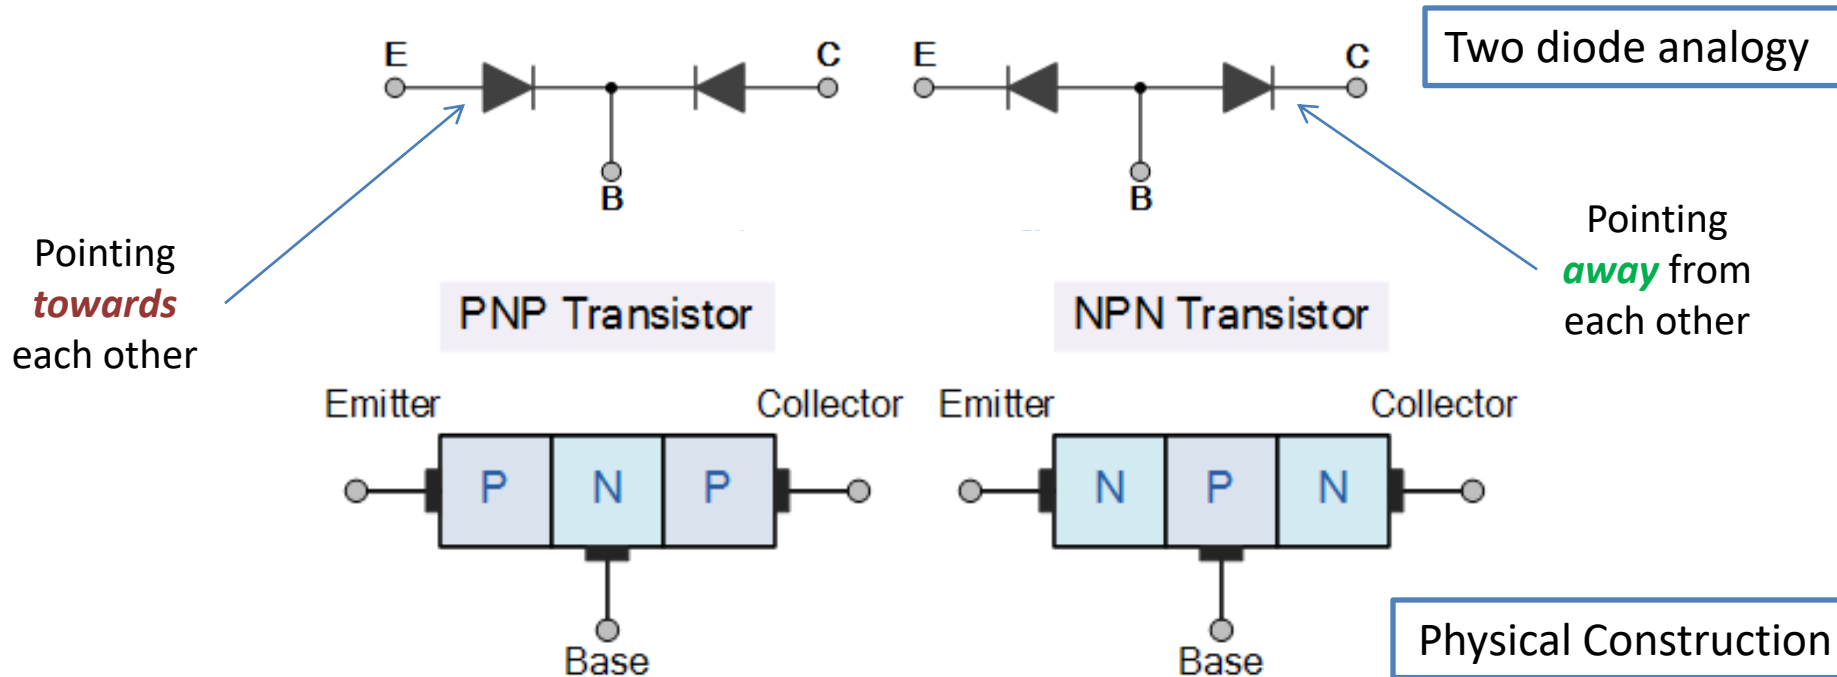 E
C
B
E
C
B
Two diode analogy
Pointing
towards
each other
Pointing
away from
each other
PNP Transistor
NPN Transistor
Emitter
Collector
P
N
P
Base
Emitter
Collector
N
P
N
Base
Physical Construction